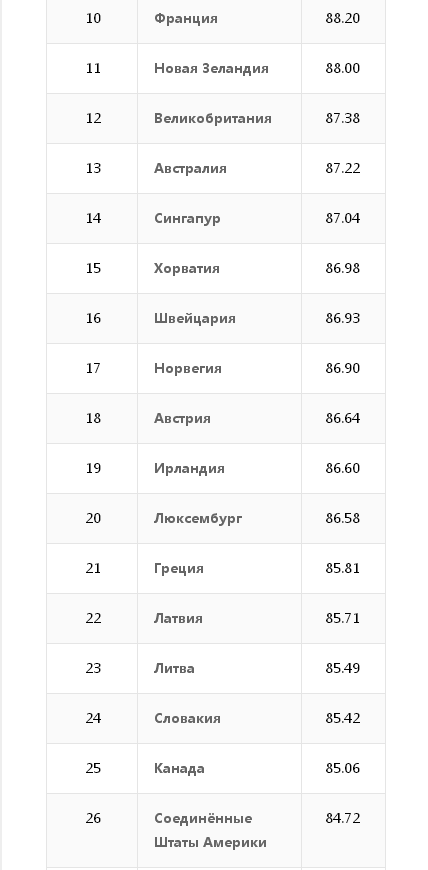 10 Франция 88.20
11 Новая Зеландия 88.00
12 Великобритания 87.38
13 Австралия 87.22
14 Сингапур 87.04
15 Хорватия 86.98
16 Швейцария 86.93
17 Норвегия 86.90
18 Австрия 86.64
19 Ирландия 86.60
20 Люксембург 86.58
21 Греция 85.81
22 Латвия 85.71
23 Литва 85.49
24 Словакия 85.42
25 Канада 85.06
26 Соединённые 84.72
Штаты Америки